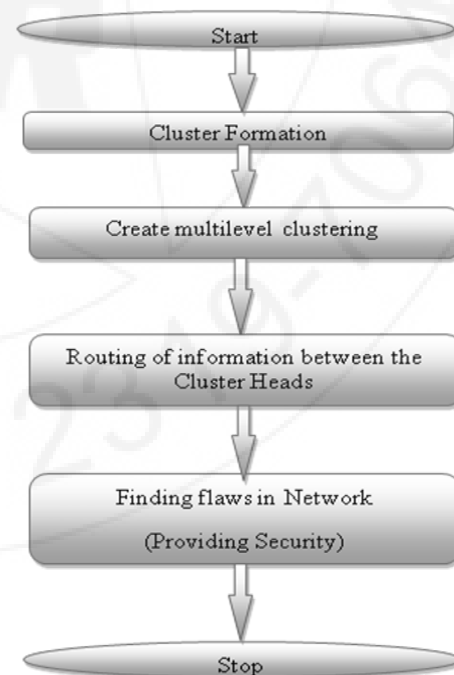 Start
Cluster Formation
Create multilevel clustering
Routing of information between the
Cluster Heads
Finding flaws in Network
(Providing Security)
Stop